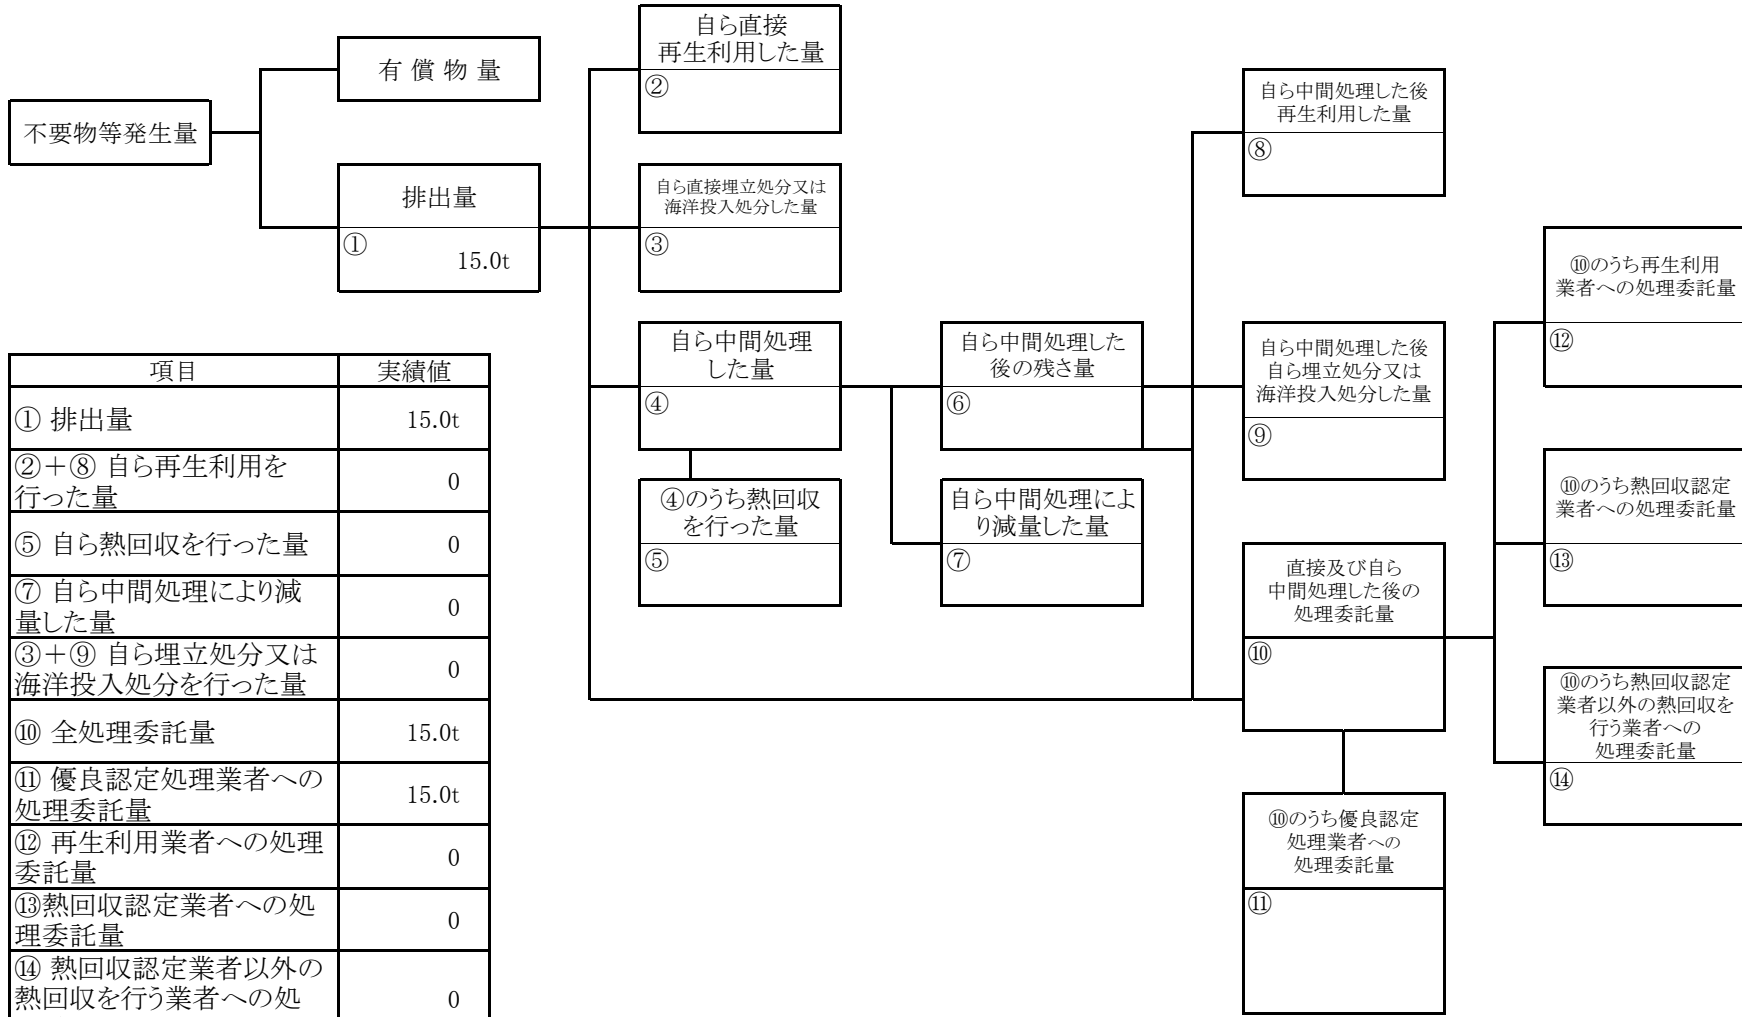 不要物等発生量
有 償 物 量
排出量
①
15.0t
自ら直接
再生利用した量
②
自ら直接埋立処分又は
海洋投入処分した量
③
自ら中間処理
した量
④
④のうち熱回収
を行った量
⑤
自ら中間処理した
後の残さ量
⑥
自ら中間処理によ
り減量した量
⑦
自ら中間処理した後
再生利用した量
⑧
自ら中間処理した後
自ら埋立処分又は
海洋投入処分した量
⑨
直接及び自ら
中間処理した後の
処理委託量
⑩
⑩のうち優良認定
処理業者への
処理委託量
⑪
⑩のうち再生利用
業者への処理委託量
⑫
⑩のうち熱回収認定
業者への処理委託量
⑬
⑩のうち熱回収認定
業者以外の熱回収を
行う業者への
処理委託量
⑭
項目 実績値
① 排出量 15.0t
②＋⑧ 自ら再生利用を
行った量 0
⑤ 自ら熱回収を行った量 0
⑦ 自ら中間処理により減
量した量 0
③＋⑨ 自ら埋立処分又は
海洋投入処分を行った量 0
⑩ 全処理委託量 15.0t
⑪ 優良認定処理業者への
処理委託量 15.0t
⑫ 再生利用業者への処理
委託量 0
⑬熱回収認定業者への処
理委託量 0
⑭ 熱回収認定業者以外の
熱回収を行う業者への処 0